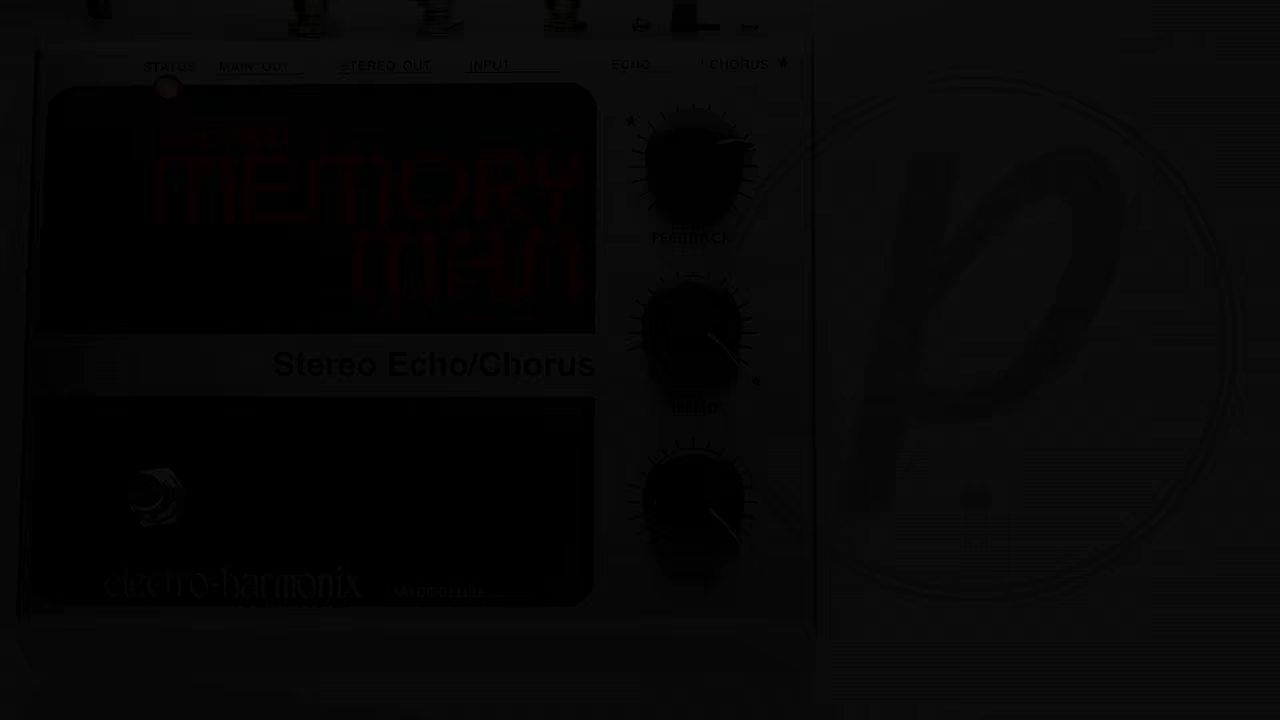 STATUS MAIN OUT STEREO OUT INPUT ECHO CHORUS
MEMORY
MAN
FEEDBACK
Stereo Echo/Chorus
electro-harmonix
p.